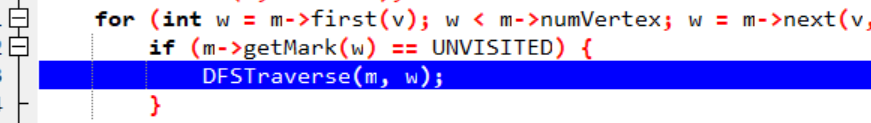 for (int w = m->first(v); w < m->numVertex; w = m->next(v,
if (m->getMark(w) == UNVISITED) {
DFSTraverse(m, w);
}